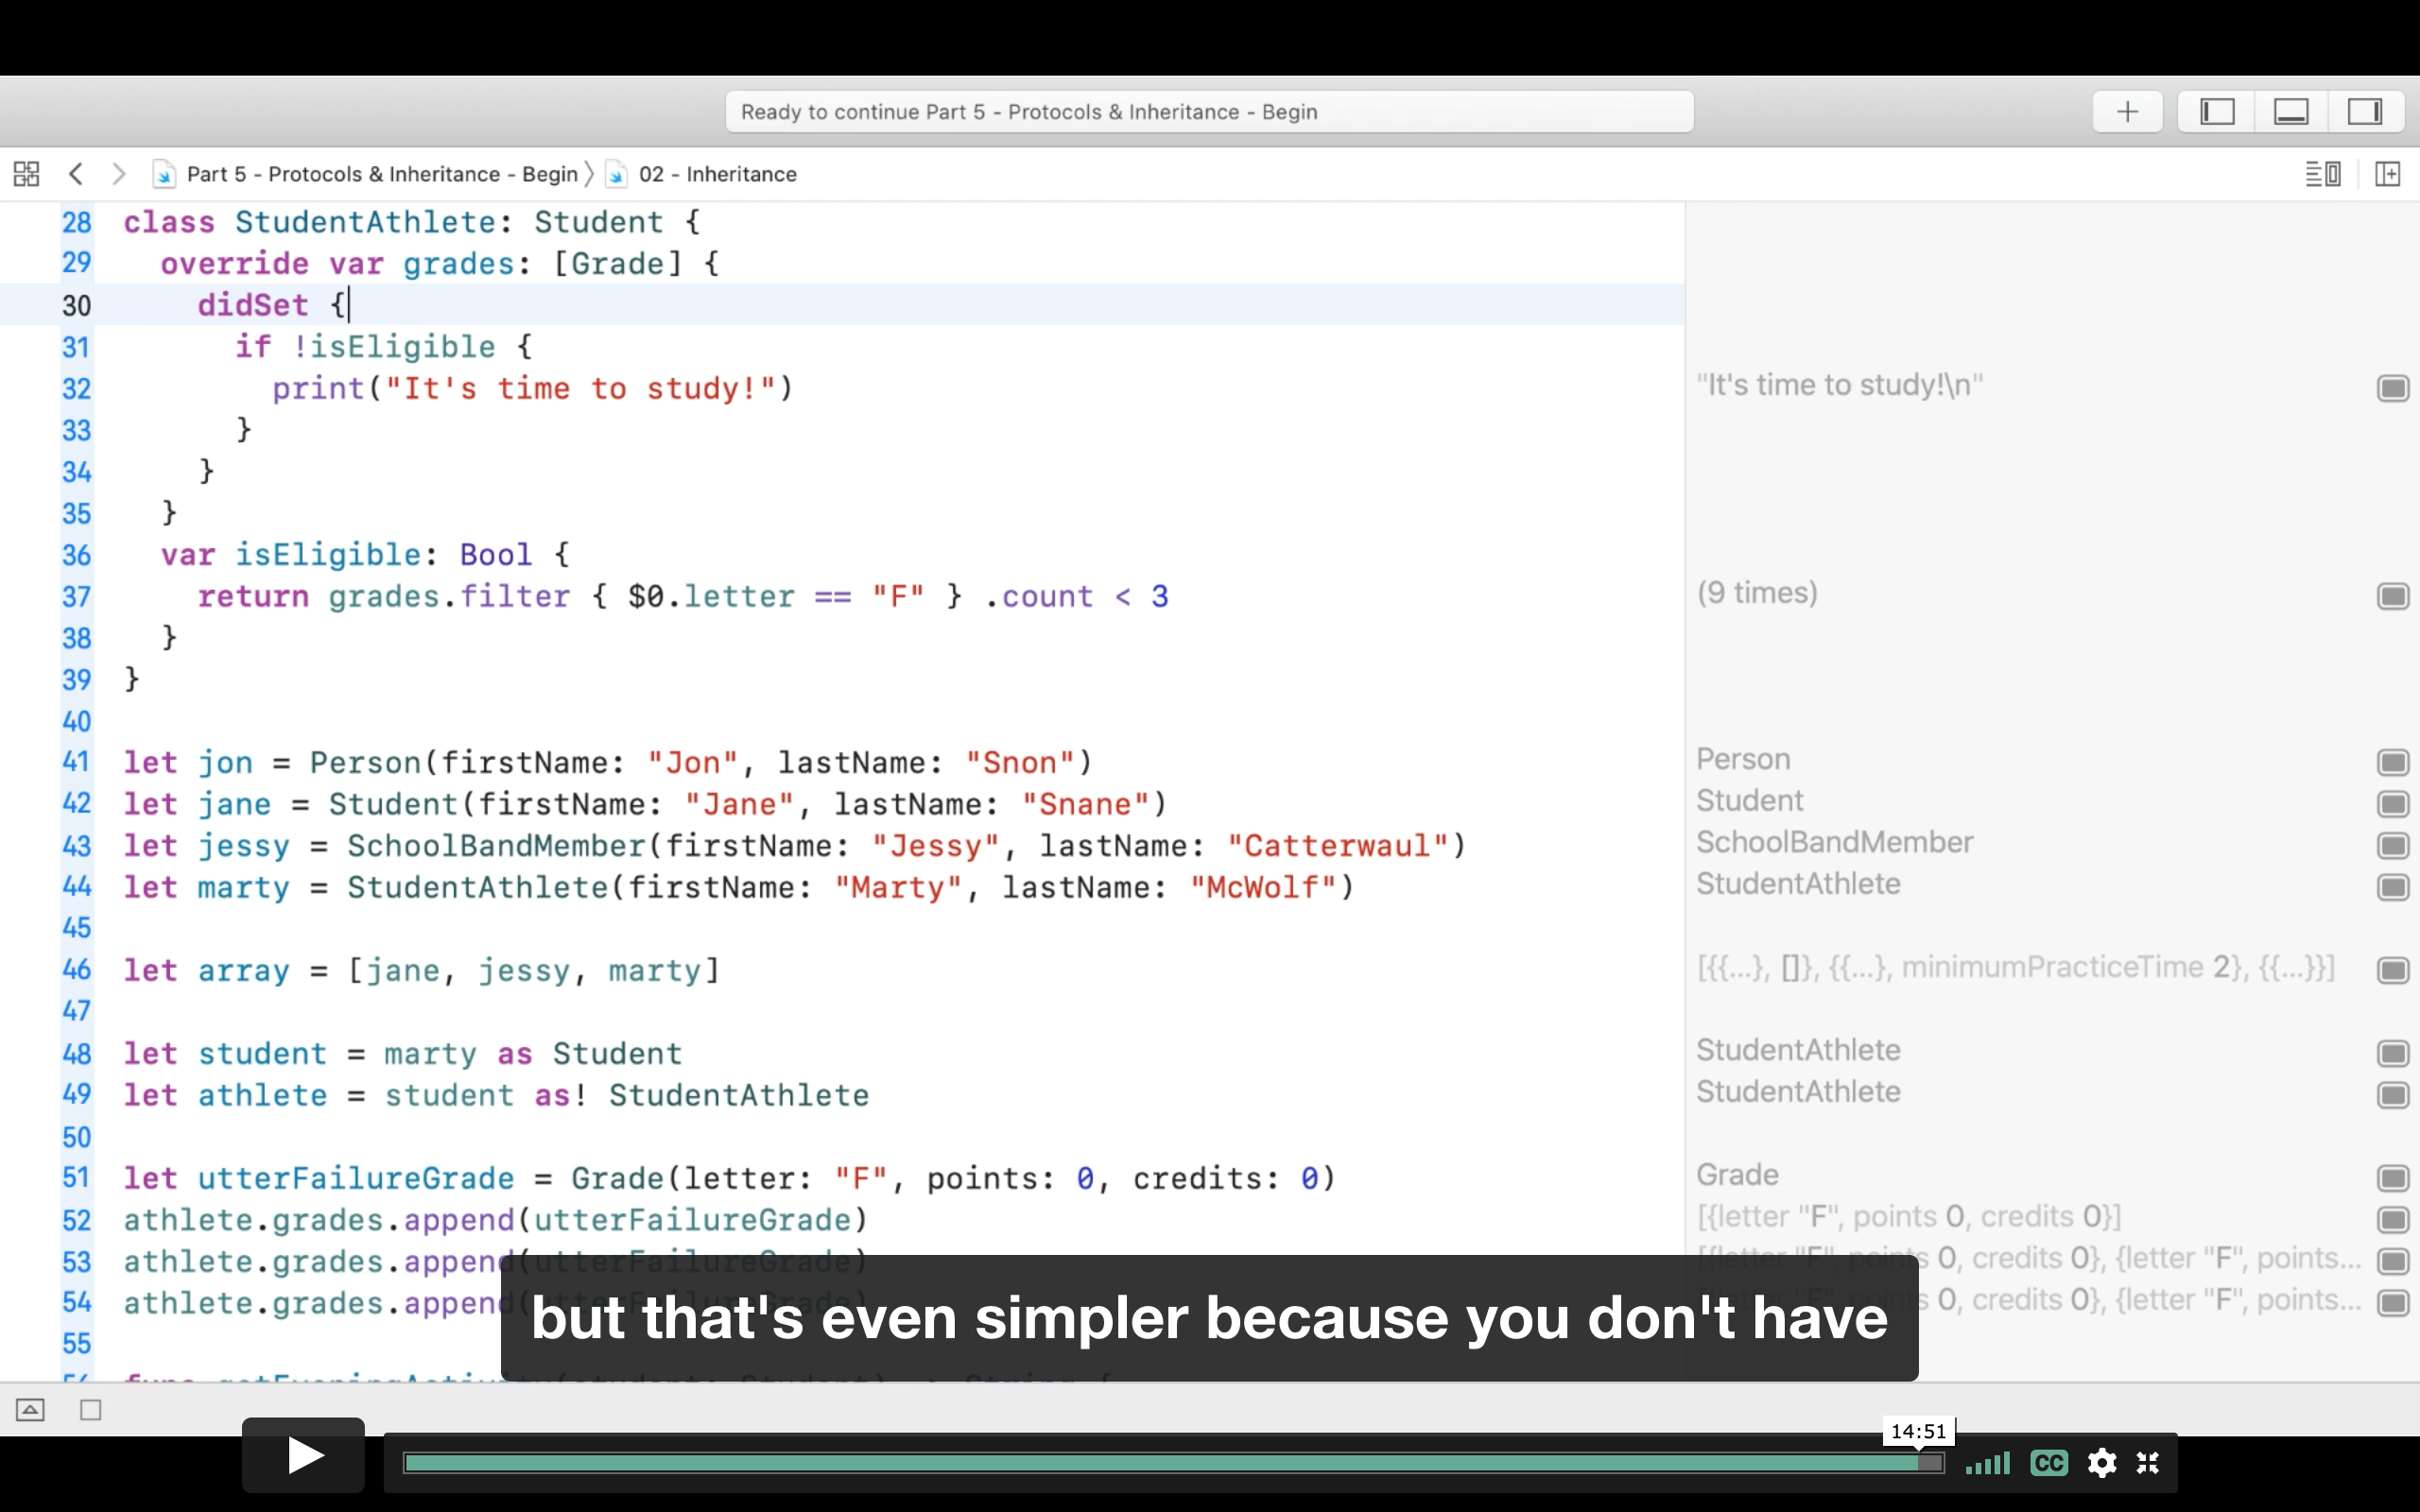 Ready to continue Part 5 - Protocols & Inheritance - Begin
Part 5 - Protocols & Inheritance - Begin 〉 02 - Inheritance
28 class StudentAthlete: Student {
29 override var grades: [Grade] {
30 didSet {
31 if !isEligible {
32 print("It's time to study!") "It's time to study!\n"
33 }
34 }
35 }
36 var isEligible: Bool {
37 return grades.filter { $0.letter == "F" } .count < 3 (9 times)
38 }
39 }
40
41 let jon = Person(firstName: "Jon", lastName: "Snon") Person
42 let jane = Student(firstName: "Jane", lastName: "Snane") Student
43 let jessy = SchoolBandMember(firstName: "Jessy", lastName: "Catterwaul") SchoolBandMember
44 let marty = StudentAthlete(firstName: "Marty", lastName: "McWolf") StudentAthlete
45
46 let array = [jane, jessy, marty] [{{...}, []}, {{...}, minimumPracticeTime 2}, {{...}}]
47
48 let student = marty as Student StudentAthlete
49 let athlete = student as! StudentAthlete StudentAthlete
50
51 let utterFailureGrade = Grade(letter: "F", points: 0, credits: 0) Grade
52 athlete.grades.append(utterFailureGrade) [{letter "F", points 0, credits 0}]
53 athlete.grades.append(utterFailureGrade) [{letter "F", points 0, credits 0}, {letter "F", points...
54 athlete.grades.append(utterFailureGrade) [{letter "F", points 0, credits 0}, {letter "F", points...
55
but that's even simpler because you don't have
14:51
CC